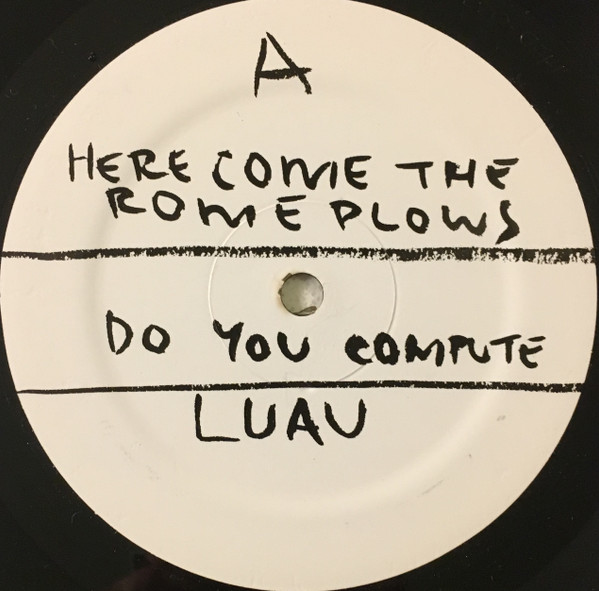 A
HERE COME THE
ROME PLOWS
DO YOU COMPUTE
LUAU